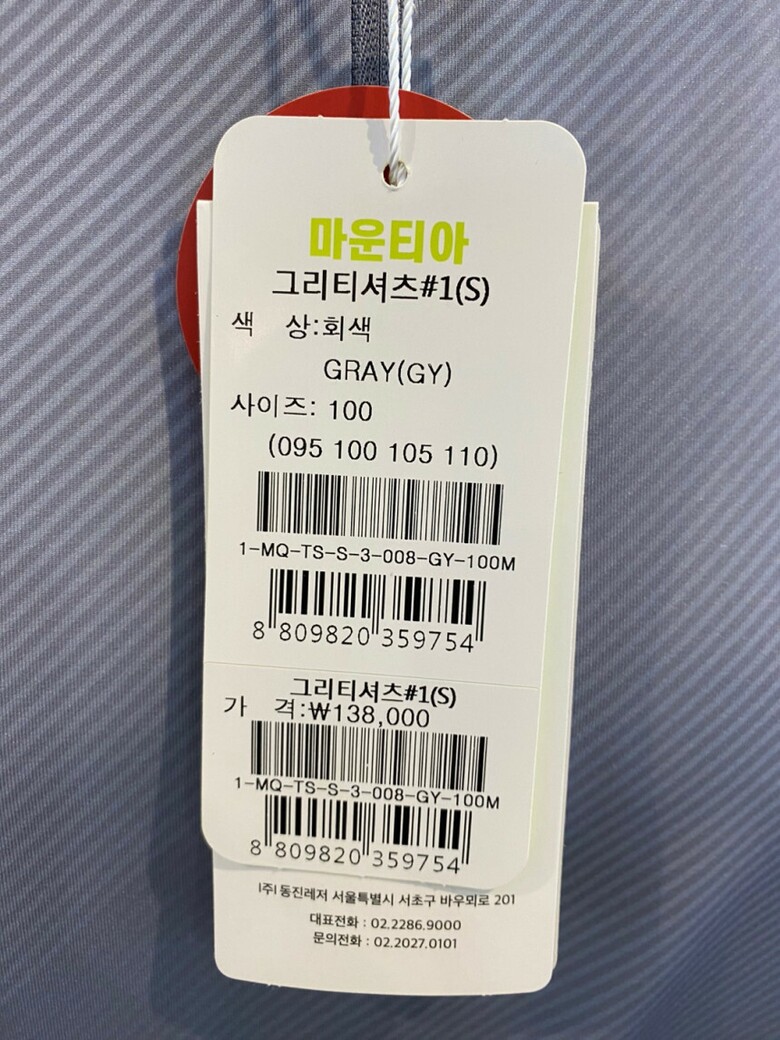 마운티아
그리티셔츠#1(S)
색 상:회색
GRAY(GY)
사이즈: 100
(095 100 105 110)
1-MQ-TS-S-3-008-GY-100M
8 809820 359754
그리티셔츠#1(S)
가 격:₩138,000
1-MQ-TS-S-3-008-GY-100M
8 809820 359754
(주) 동진레저 서울특별시 서초구 바우뫼로 201
대표전화 : 02.2286.9000
문의전화 : 02.2027.0101